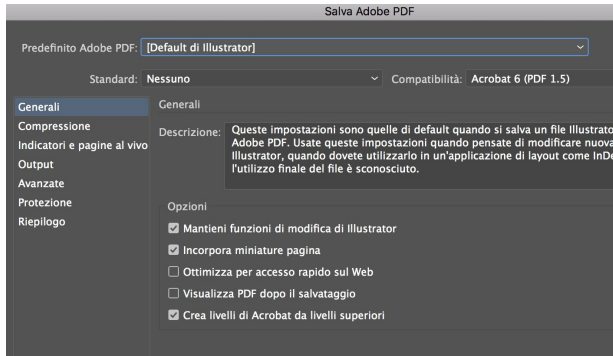 Salva Adobe PDF
Predefinito Adobe PDF: [Default di Illustrator]
Standard: Nessuno Compatibilità: Acrobat 6 (PDF 1.5)
Generali
Compressione
Indicatori e pagine al vivo
Output
Avanzate
Protezione
Riepilogo
Generali
Descrizione: Queste impostazioni sono quelle di default quando si salva un file Illustrato
Adobe PDF. Usate queste impostazioni quando pensate di modificare nuova
Illustrator, quando dovete utilizzarlo in un'applicazione di layout come InDe
l'utilizzo finale del file è sconosciuto.
Opzioni
Mantieni funzioni di modifica di Illustrator
Incorpora miniature pagina
Ottimizza per accesso rapido sul Web
Visualizza PDF dopo il salvataggio
Crea livelli di Acrobat da livelli superiori